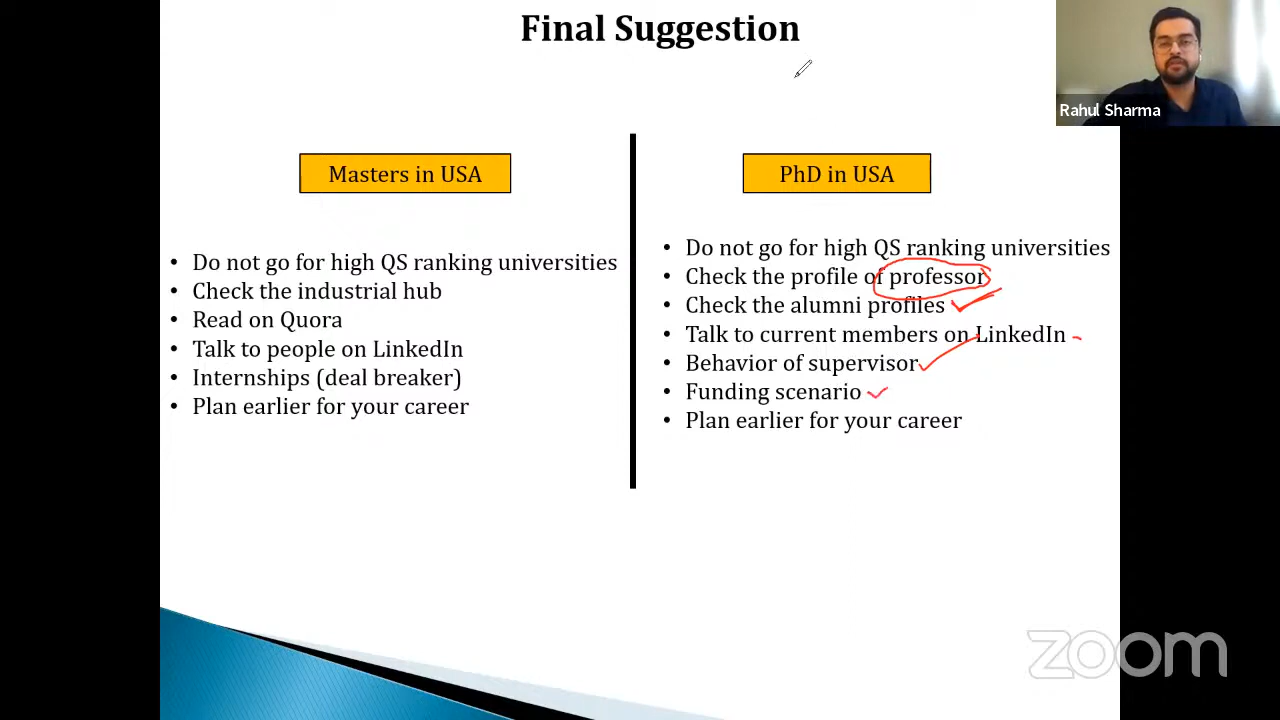 Final Suggestion
Rahul Sharma
Masters in USA
• Do not go for high QS ranking universities
• Check the industrial hub
• Read on Quora
• Talk to people on LinkedIn
• Internships (deal breaker)
• Plan earlier for your career
PhD in USA
• Do not go for high QS ranking universities
• Check the profile of professor
• Check the alumni profiles
• Talk to current members on LinkedIn
• Behavior of supervisor
• Funding scenario
• Plan earlier for your career
zoom